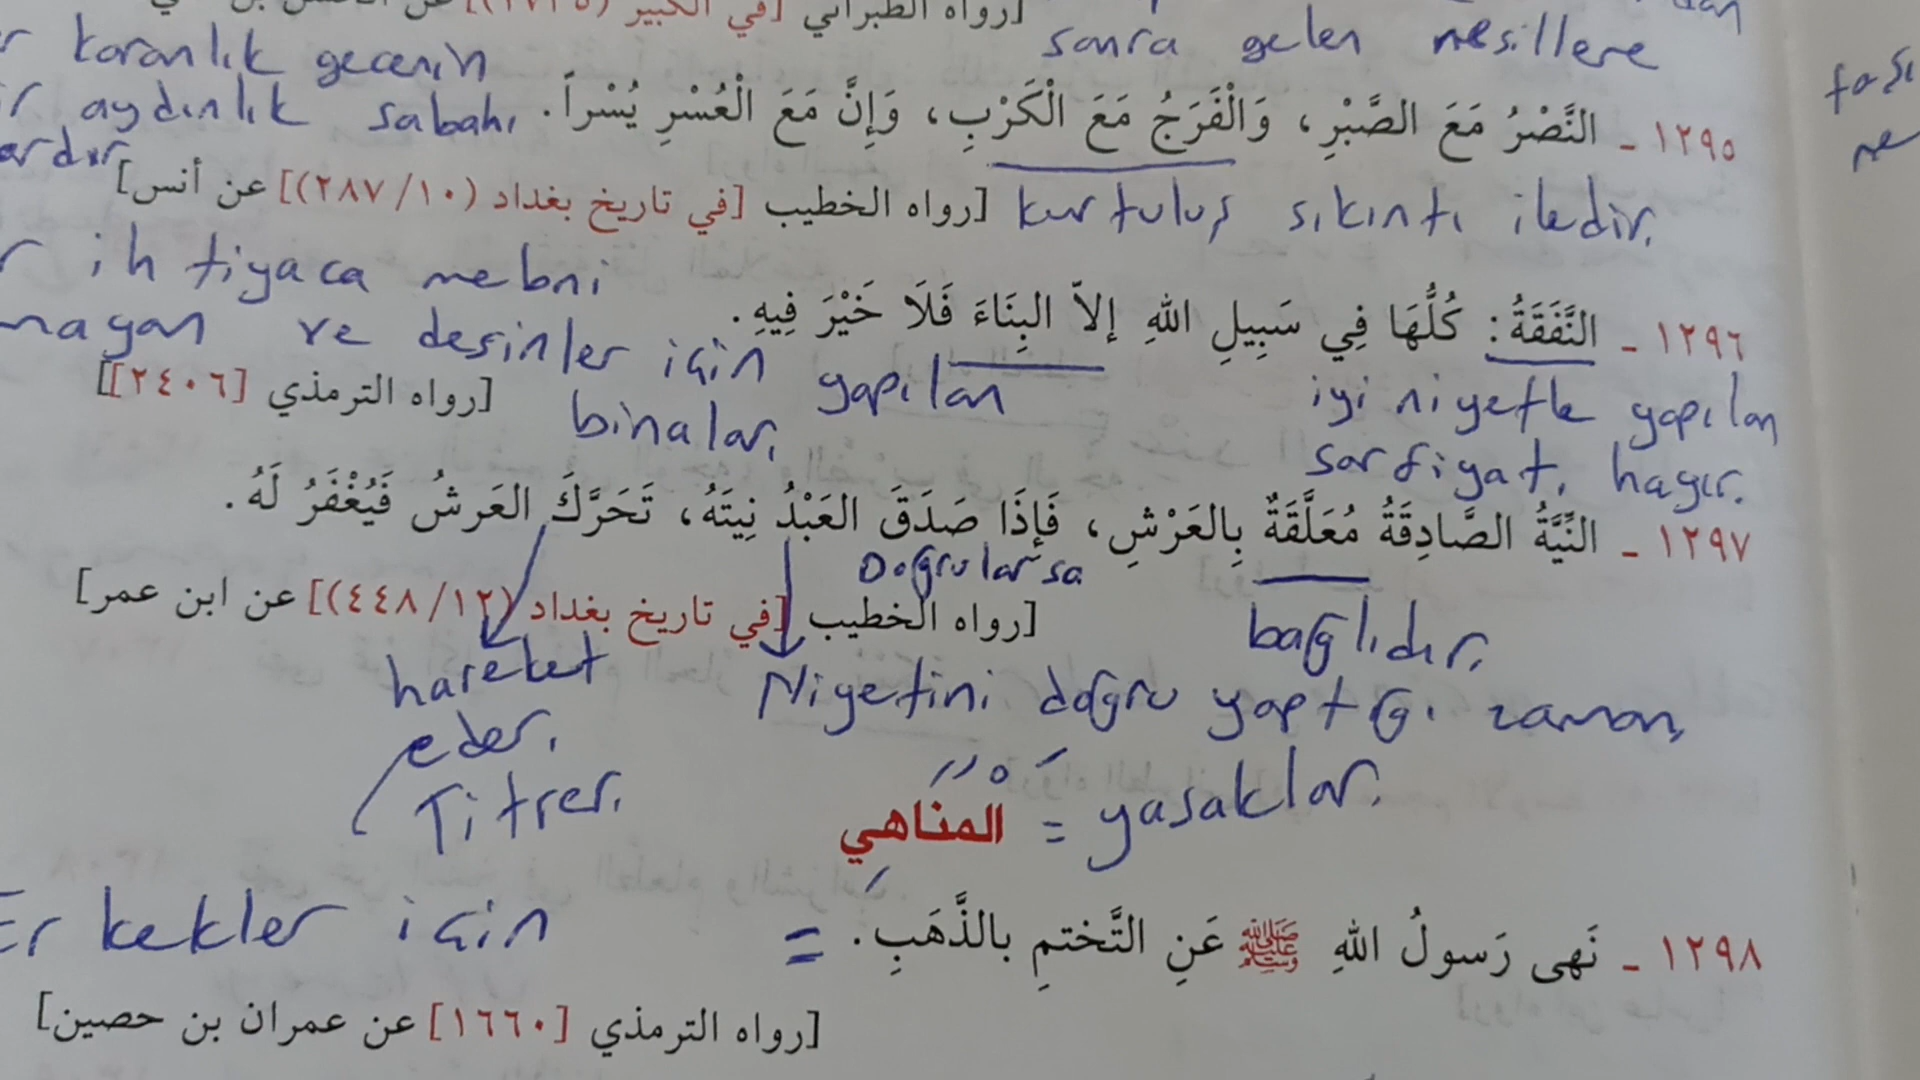 [رواه الطبراني [في الكبير
sonra gelen nesillere
karanlık gecenin
aydınlık sabahı
١٢٩٥ ـ النَّصْرُ مَعَ الصَّبْرِ، وَالْفَرَجُ مَعَ الْكَرْبِ، وَإِنَّ مَعَ الْعُسْرِ يُسْراً.
[رواه الخطيب [في تاريخ بغداد (١٠/ ٢٨٧)] عن أنس]
kurtuluş sıkıntı iledir.
ihtiyaca mebni
١٢٩٦ ـ النَّفَقَةُ: كُلُّهَا فِي سَبِيلِ اللهِ إلاّ البِنَاءَ فَلَا خَيْرَ فِيهِ.
ve desinler için yapılan
binalar.
[رواه الترمذي [٢٤٠٦]]
iyi niyetle yapılan
sarfiyat, hayır.
١٢٩٧ ـ النِّيَّةُ الصَّادِقَةُ مُعَلَّقَةٌ بِالعَرْشِ، فَإِذَا صَدَقَ العَبْدُ نِيتَهُ، تَحَرَّكَ العَرشُ فَيُغْفَرُ لَهُ.
Doğrularsa
[رواه الخطيب [في تاريخ بغداد (١٢/ ٤٤٨)] عن ابن عمر]
bağlıdır.
hareket
eder.
Titrer.
Niyetini doğru yaptığı zaman,
المناهي = yasaklar.
١٢٩٨ ـ نَهى رَسولُ اللهِ ﷺ عَنِ التَّختمِ بالذَّهَبِ. = Erkekler için
[رواه الترمذي [١٦٦٠] عن عمران بن حصين]